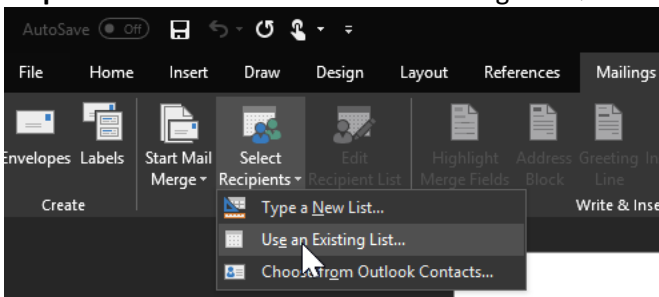 AutoSave Off
File Home Insert Draw Design Layout References Mailings
Envelopes Labels Start Mail Merge Select Recipients Edit Recipient List Highlight Merge Fields Address Block Greeting Line
Create Write & Inse
Type a New List...
Use an Existing List...
Choose from Outlook Contacts...